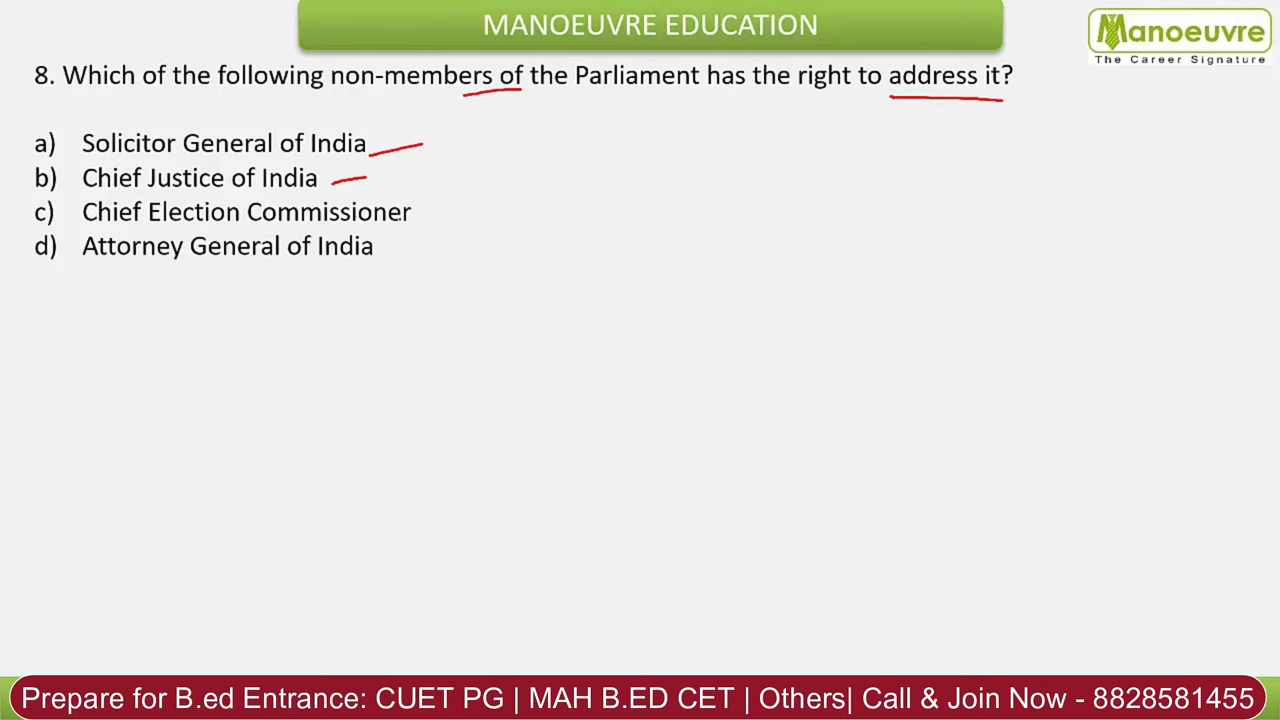 MANOEUVRE EDUCATION
Manoeuvre
The Career Signature
8. Which of the following non-members of the Parliament has the right to address it?
a) Solicitor General of India
b) Chief Justice of India
c) Chief Election Commissioner
d) Attorney General of India
Prepare for B.ed Entrance: CUET PG | MAH B.ED CET | Others| Call & Join Now - 8828581455